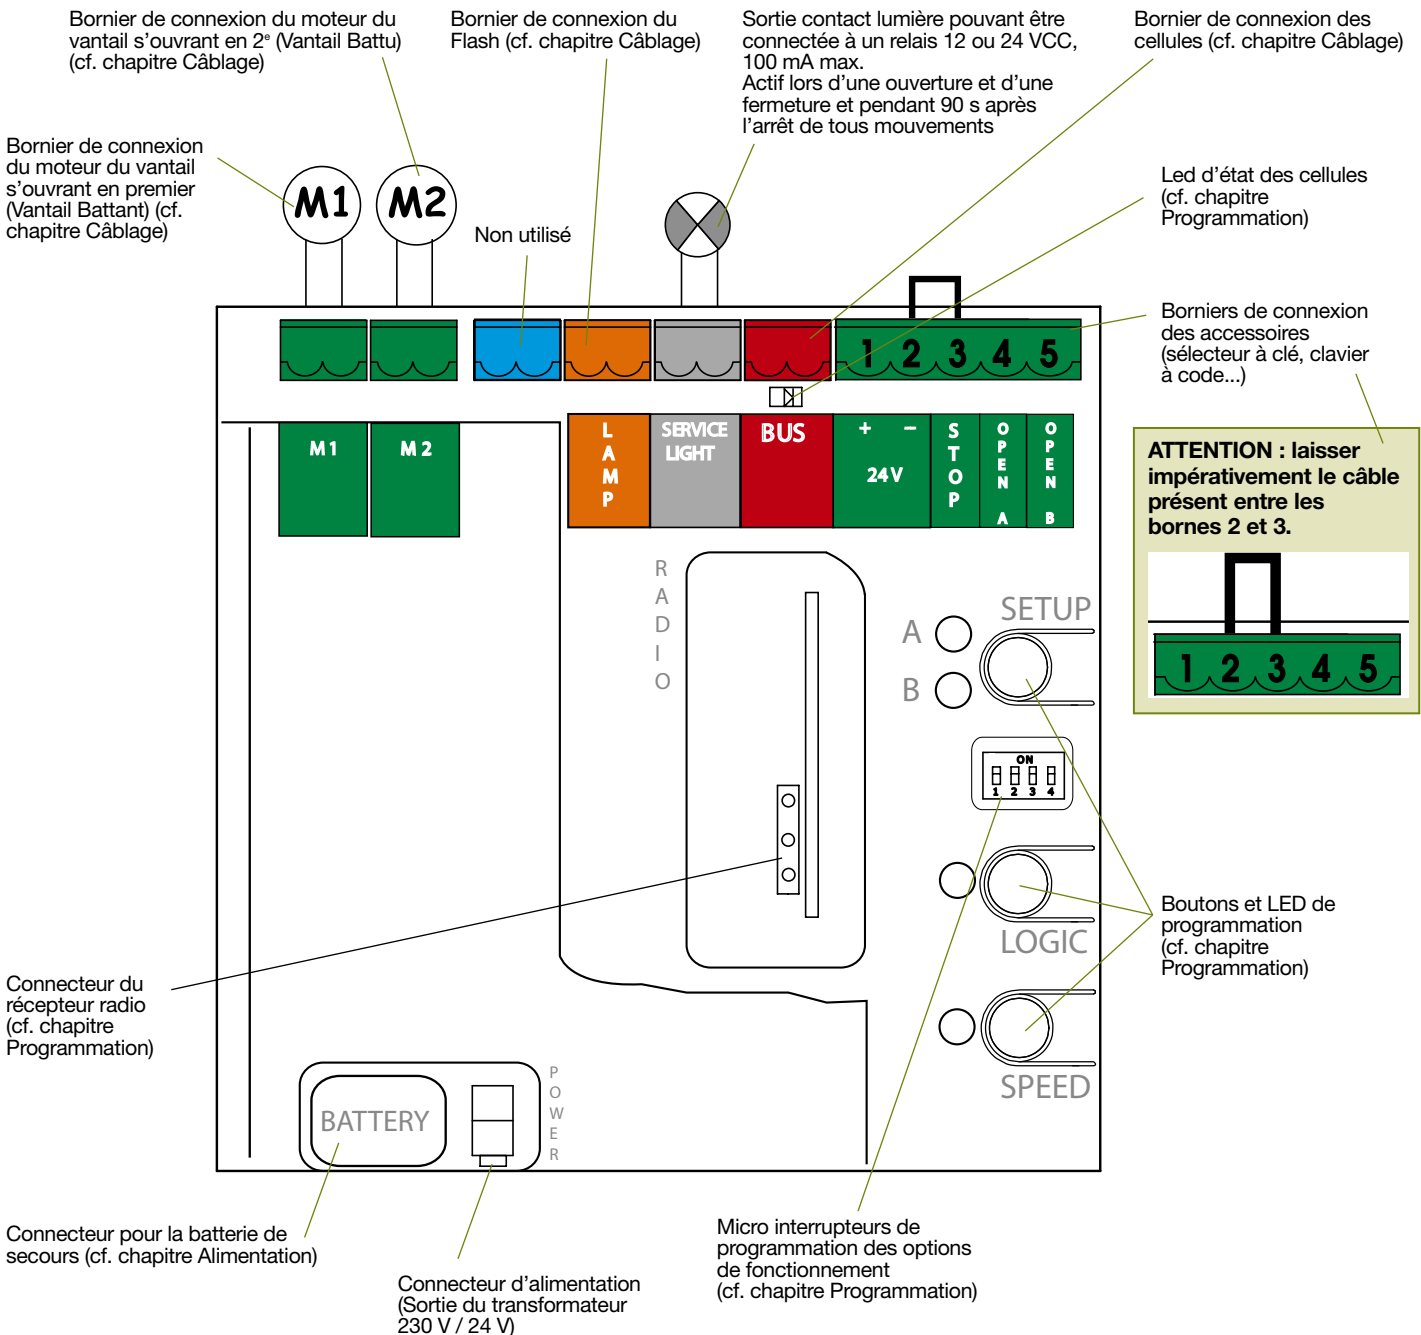 Bornier de connexion du moteur du
vantail s'ouvrant en 2e (Vantail Battu)
(cf. chapitre Câblage)
Bornier de connexion du
Flash (cf. chapitre Câblage)
Sortie contact lumière pouvant être
connectée à un relais 12 ou 24 VCC,
100 mA max.
Actif lors d'une ouverture et d'une
fermeture et pendant 90 s après
l'arrêt de tous mouvements
Bornier de connexion des
cellules (cf. chapitre Câblage)
Bornier de connexion
du moteur du vantail
s'ouvrant en premier
(Vantail Battant) (cf.
chapitre Câblage)
M1
M2
Non utilisé
Led d'état des cellules
(cf. chapitre
Programmation)
Borniers de connexion
des accessoires
(sélecteur à clé, clavier
à code...)
1 2 3 4 5
M1
M2
LAMP
SERVICE
LIGHT
BUS
+ −
24V
STOP
OPEN A
OPEN B
ATTENTION : laisser
impérativement le câble
présent entre les
bornes 2 et 3.
1 2 3 4 5
RADIO
A
B
SETUP
ON
1 2 3 4
LOGIC
SPEED
Boutons et LED de
programmation
(cf. chapitre
Programmation)
Connecteur du
récepteur radio
(cf. chapitre
Programmation)
BATTERY
POWER
Connecteur pour la batterie de
secours (cf. chapitre Alimentation)
Connecteur d'alimentation
(Sortie du transformateur
230 V / 24 V)
Micro interrupteurs de
programmation des options
de fonctionnement
(cf. chapitre Programmation)